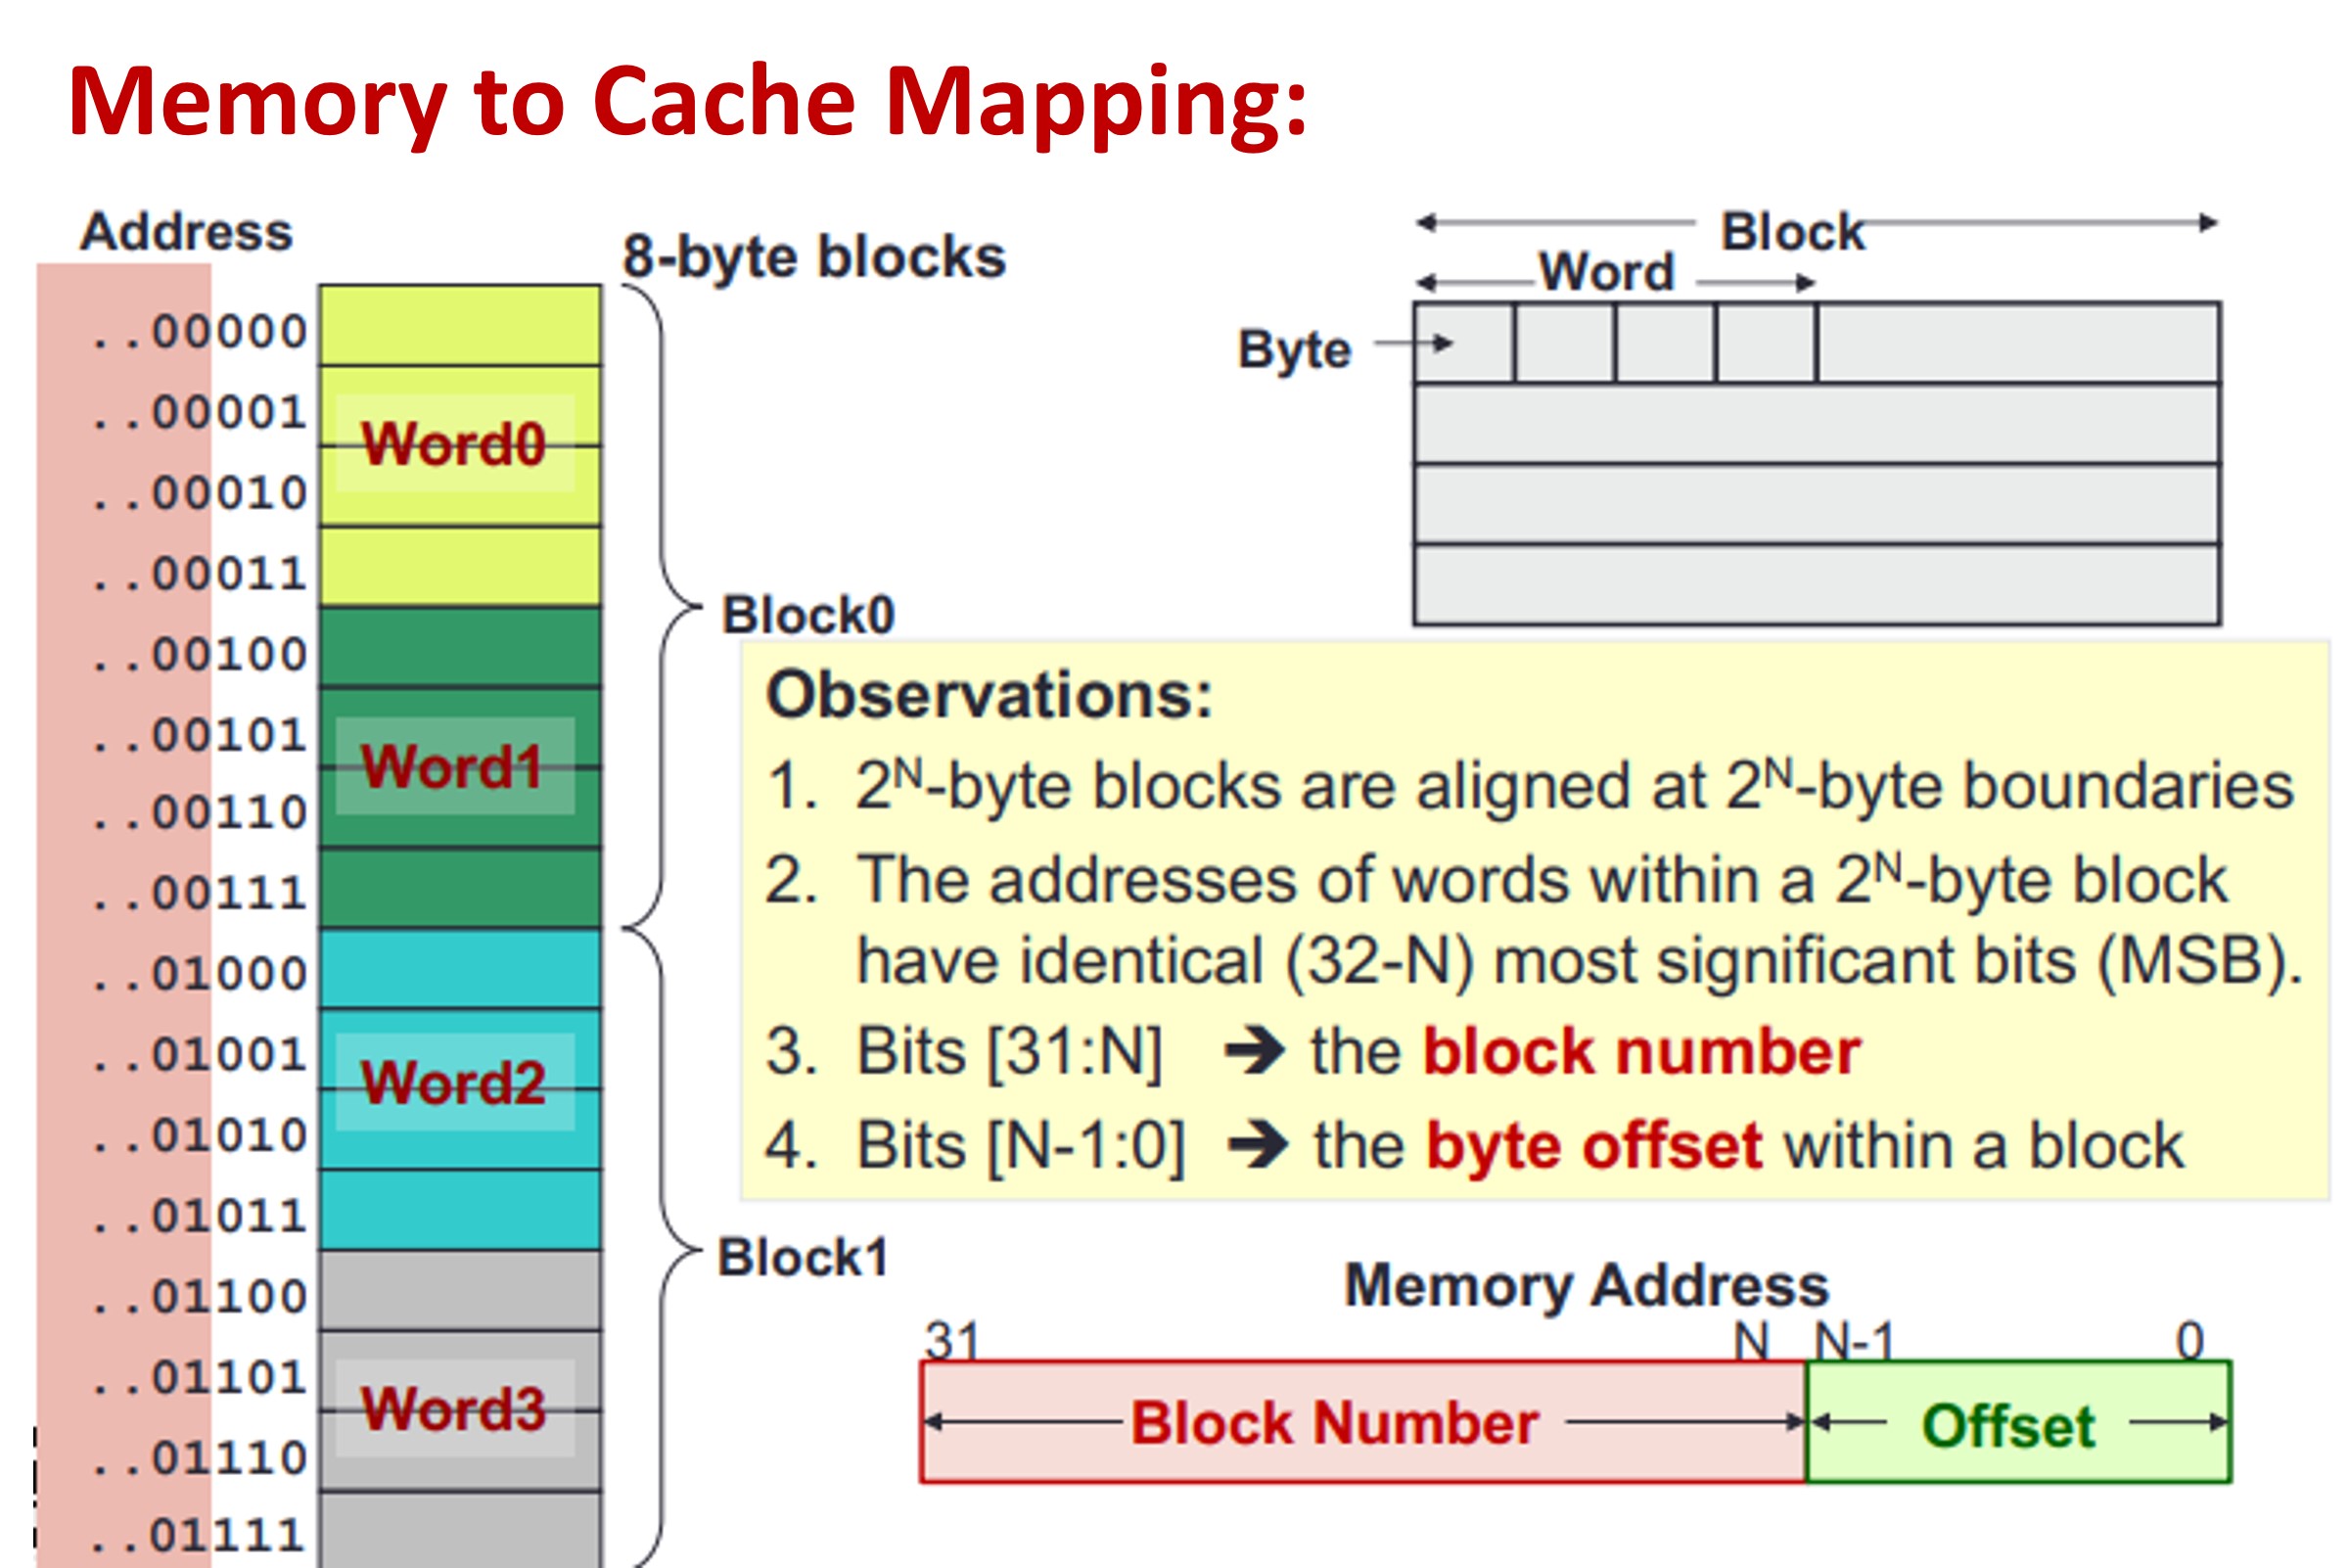 Memory to Cache Mapping:
Address
8-byte blocks
..00000
..00001
..00010
..00011
..00100
..00101
..00110
..00111
..01000
..01001
..01010
..01011
..01100
..01101
..01110
..01111
Word0
Word1
Word2
Word3
Block0
Block1
Block
Word
Byte
Observations:
1. 2ᴺ-byte blocks are aligned at 2ᴺ-byte boundaries
2. The addresses of words within a 2ᴺ-byte block
have identical (32-N) most significant bits (MSB).
3. Bits [31:N] ➔ the block number
4. Bits [N-1:0] ➔ the byte offset within a block
Memory Address
31 N N-1 0
Block Number Offset